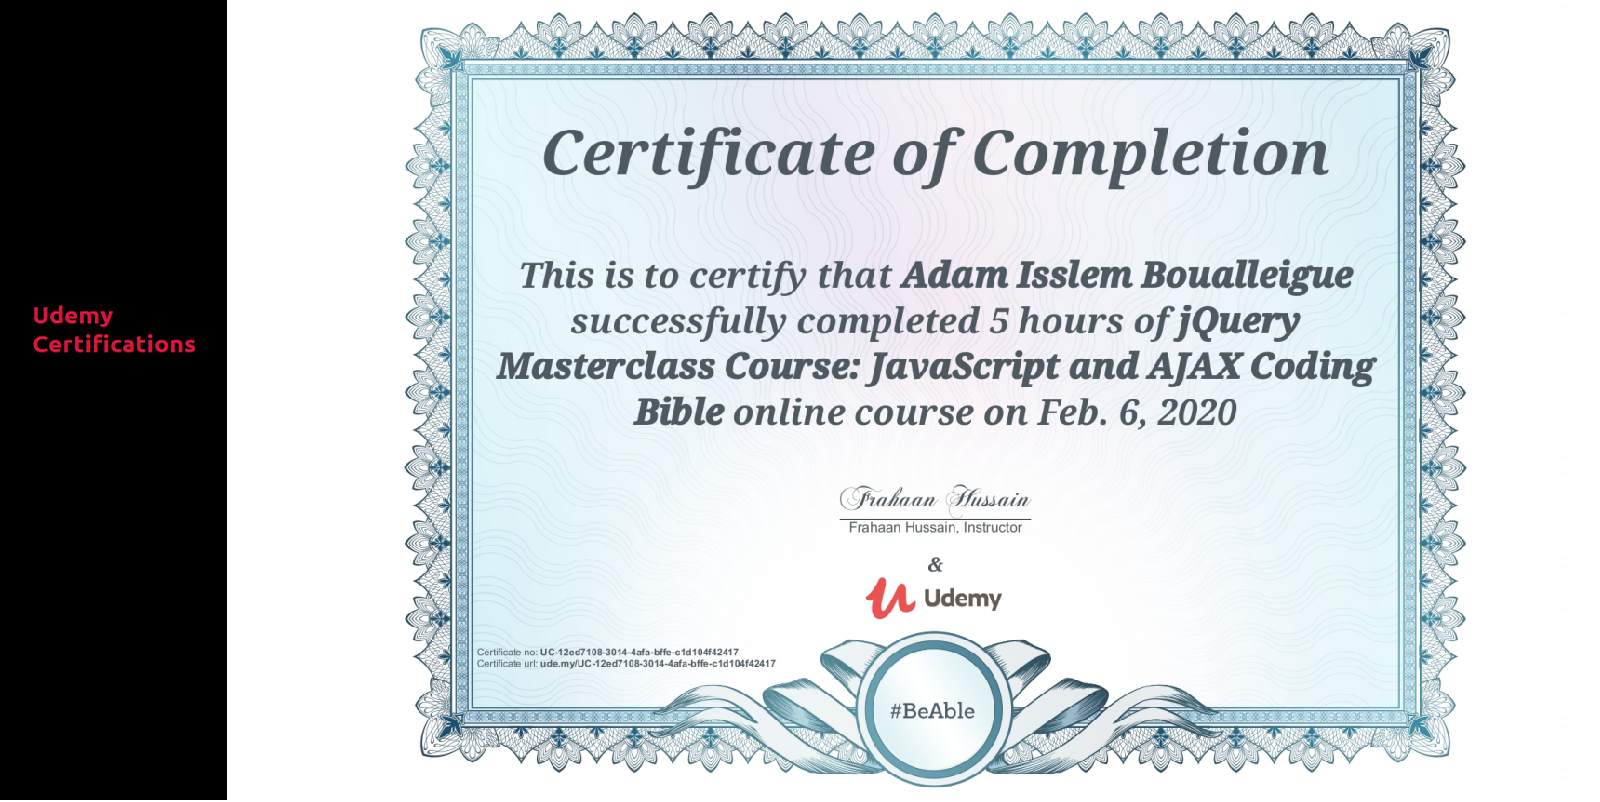 Udemy
Certifications
Certificate of Completion
This is to certify that Adam Isslem Boualleigue
successfully completed 5 hours of jQuery
Masterclass Course: JavaScript and AJAX Coding
Bible online course on Feb. 6, 2020
Frahaan Hussain
Frahaan Hussain, Instructor
&
Udemy
Certificate no: UC-12ed7108-3014-4afa-bffe-c1d104f42417
Certificate url: ude.my/UC-12ed7108-3014-4afa-bffe-c1d104f42417
#BeAble